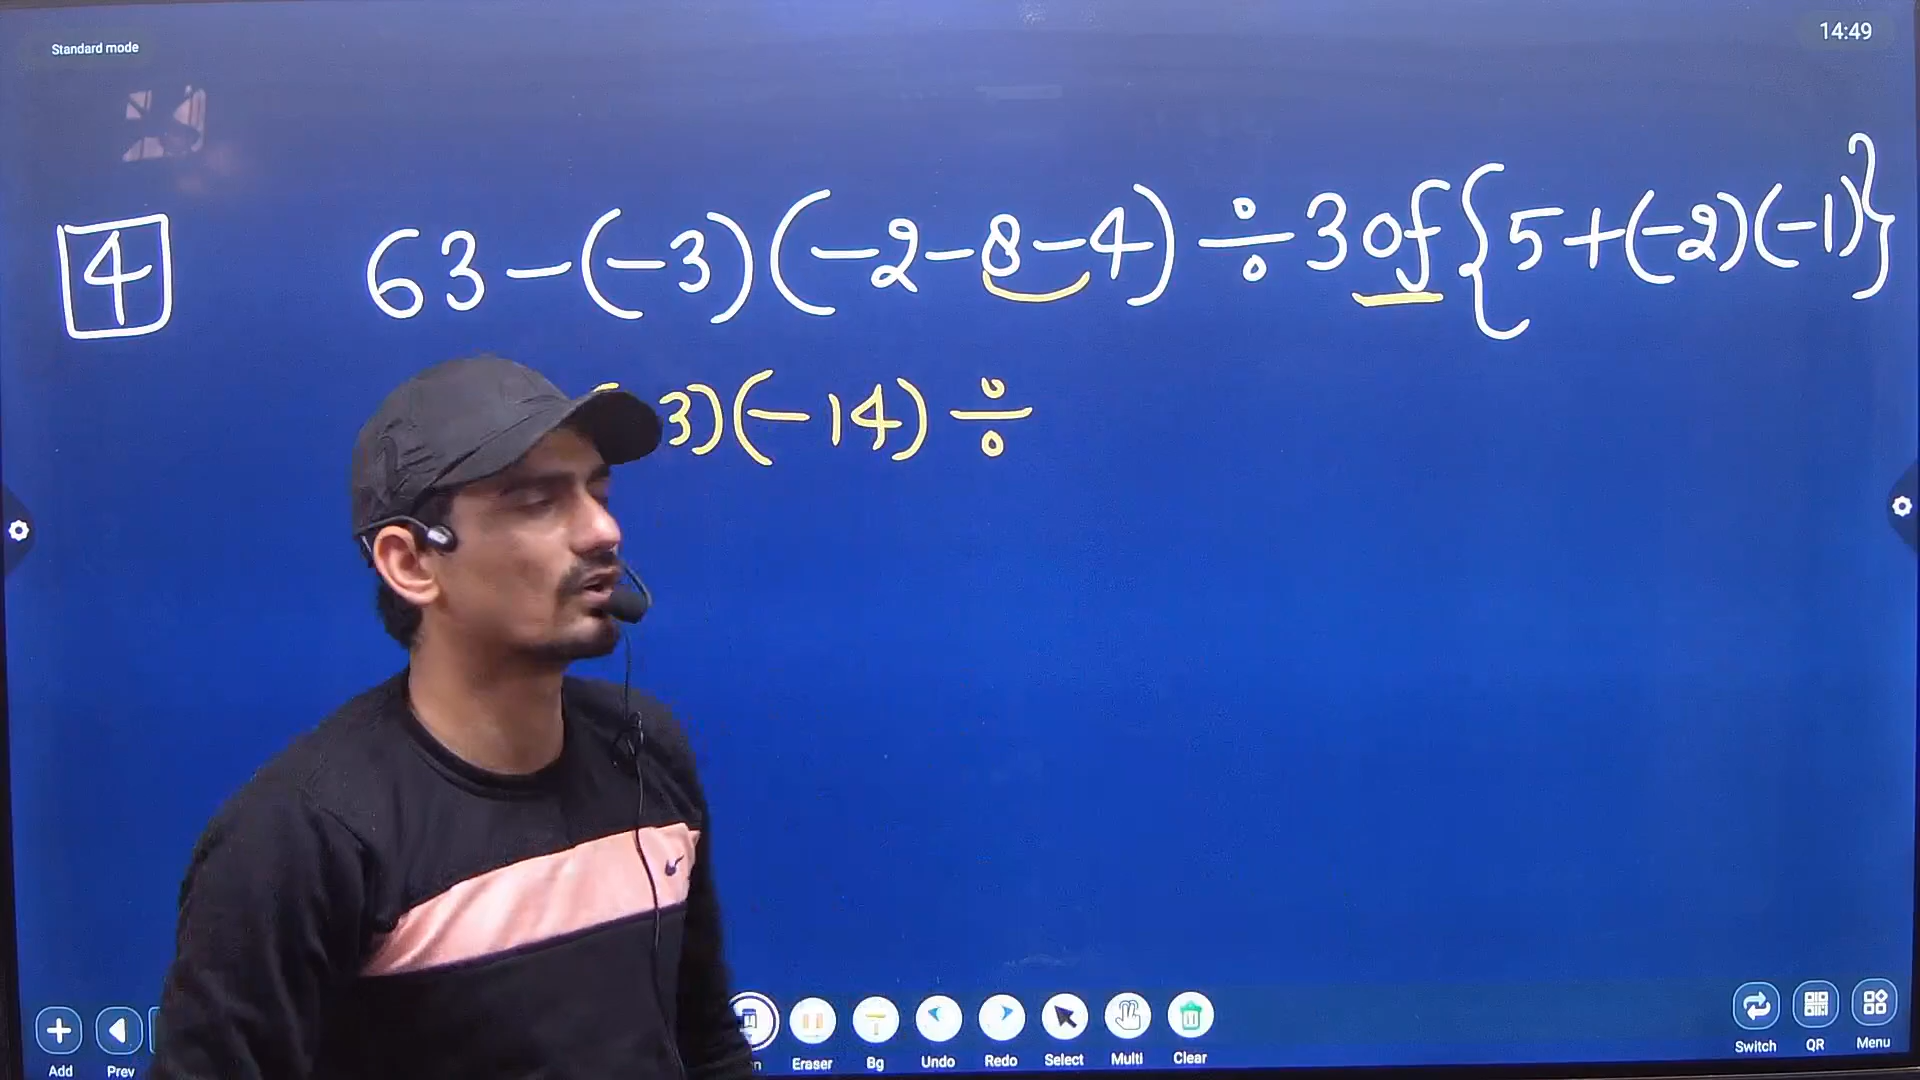 Standard mode
14:49
4
63-(-3)(-2-8-4)÷3 of {5+(-2)(-1)}
3)(-14)÷
Add
Prev
Eraser
Bg
Undo
Redo
Select
Multi
Clear
Switch
QR
Menu